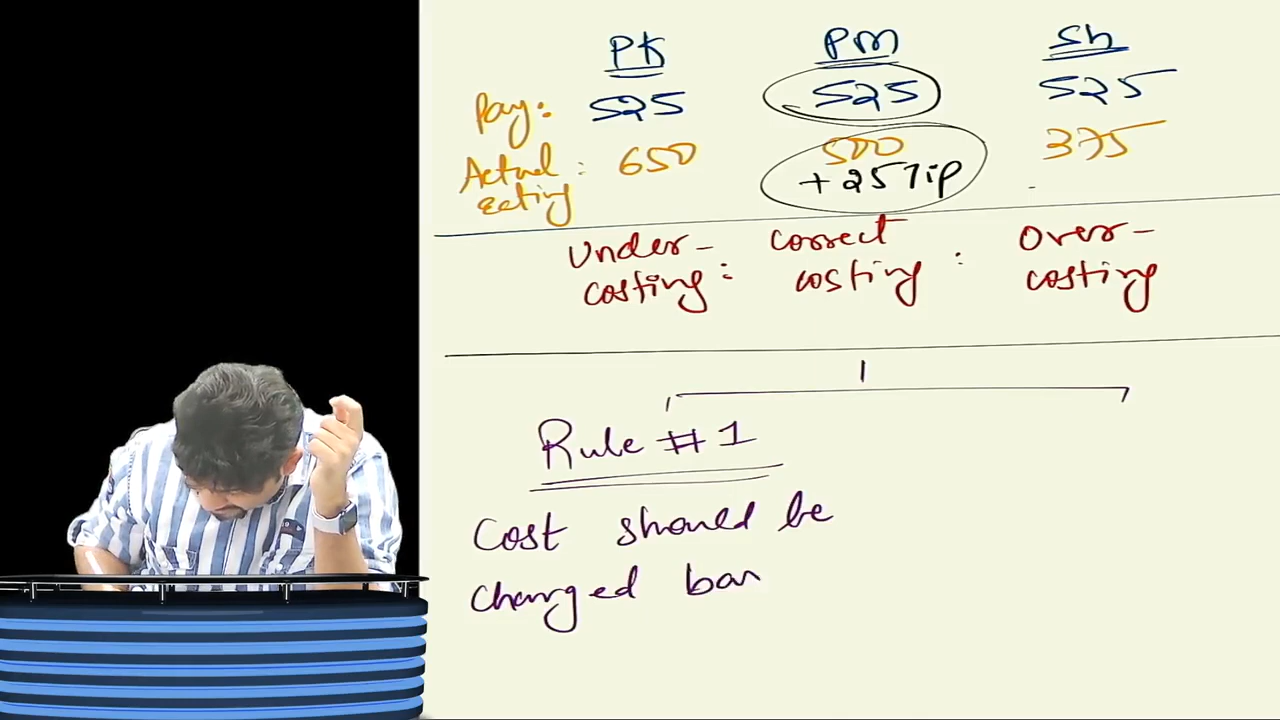 PK PM Sh
Pay: 525 525 525
Actual eating : 650 500 375
+ 25 Tip
Under- Correct Over-
costing : costing : costing
Rule #1
Cost should be
charged bas